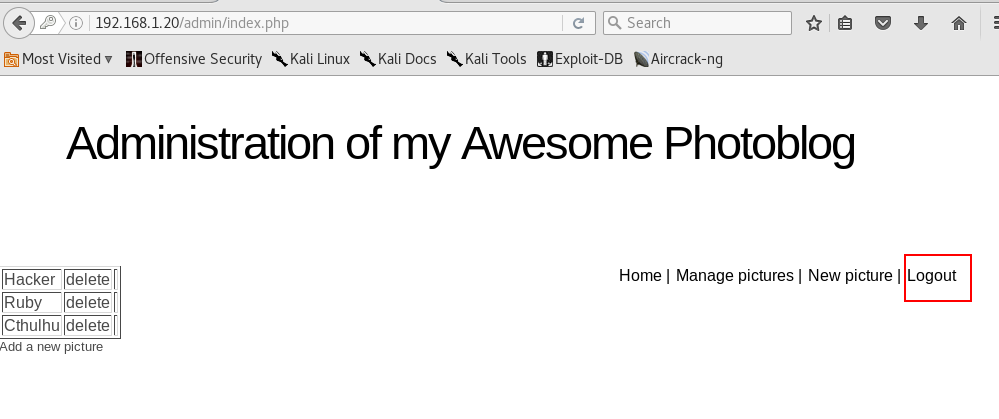 192.168.1.20/admin/index.php Search
Most Visited Offensive Security Kali Linux Kali Docs Kali Tools Exploit-DB Aircrack-ng
Administration of my Awesome Photoblog
Home | Manage pictures | New picture | Logout
Hacker delete
Ruby delete
Cthulhu delete
Add a new picture